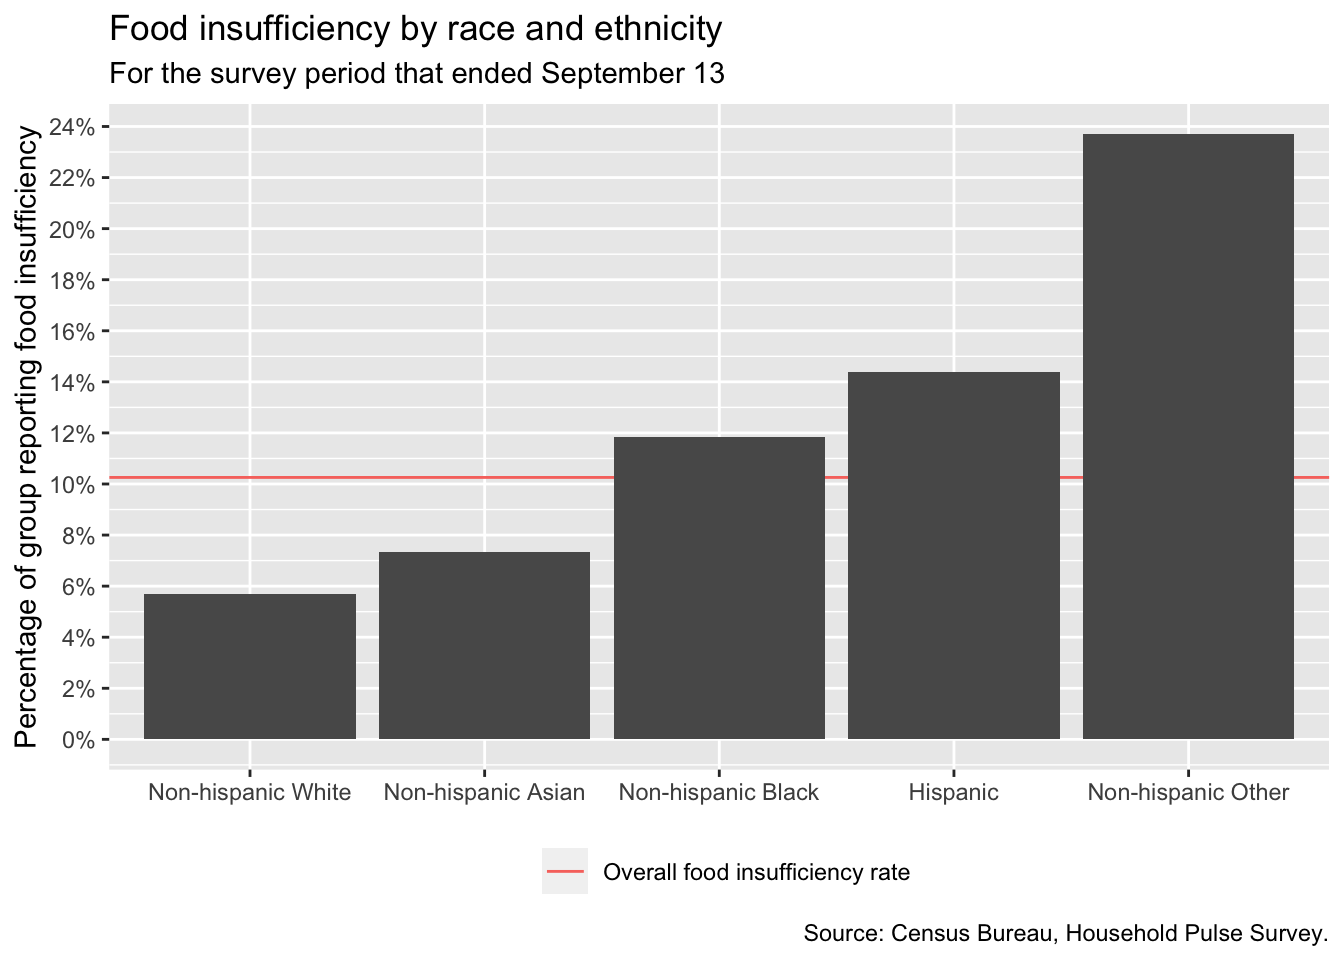 Food insufficiency by race and ethnicity
For the survey period that ended September 13
Percentage of group reporting food insufficiency
24%
22%
20%
18%
16%
14%
12%
10%
8%
6%
4%
2%
0%
Non-hispanic White
Non-hispanic Asian
Non-hispanic Black
Hispanic
Non-hispanic Other
Overall food insufficiency rate
Source: Census Bureau, Household Pulse Survey.